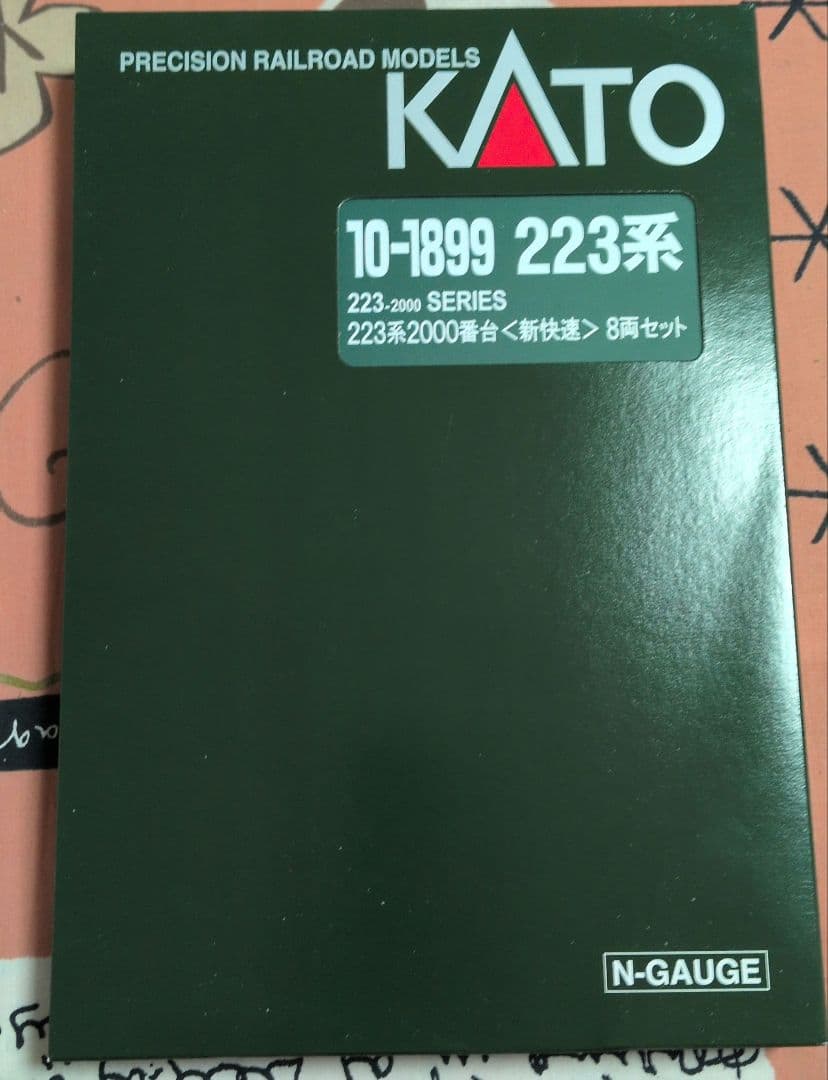 PRECISION RAILROAD MODELS
KATO
10-1899 223系
223-2000 SERIES
223系2000番台<新快速> 8両セット
N-GAUGE